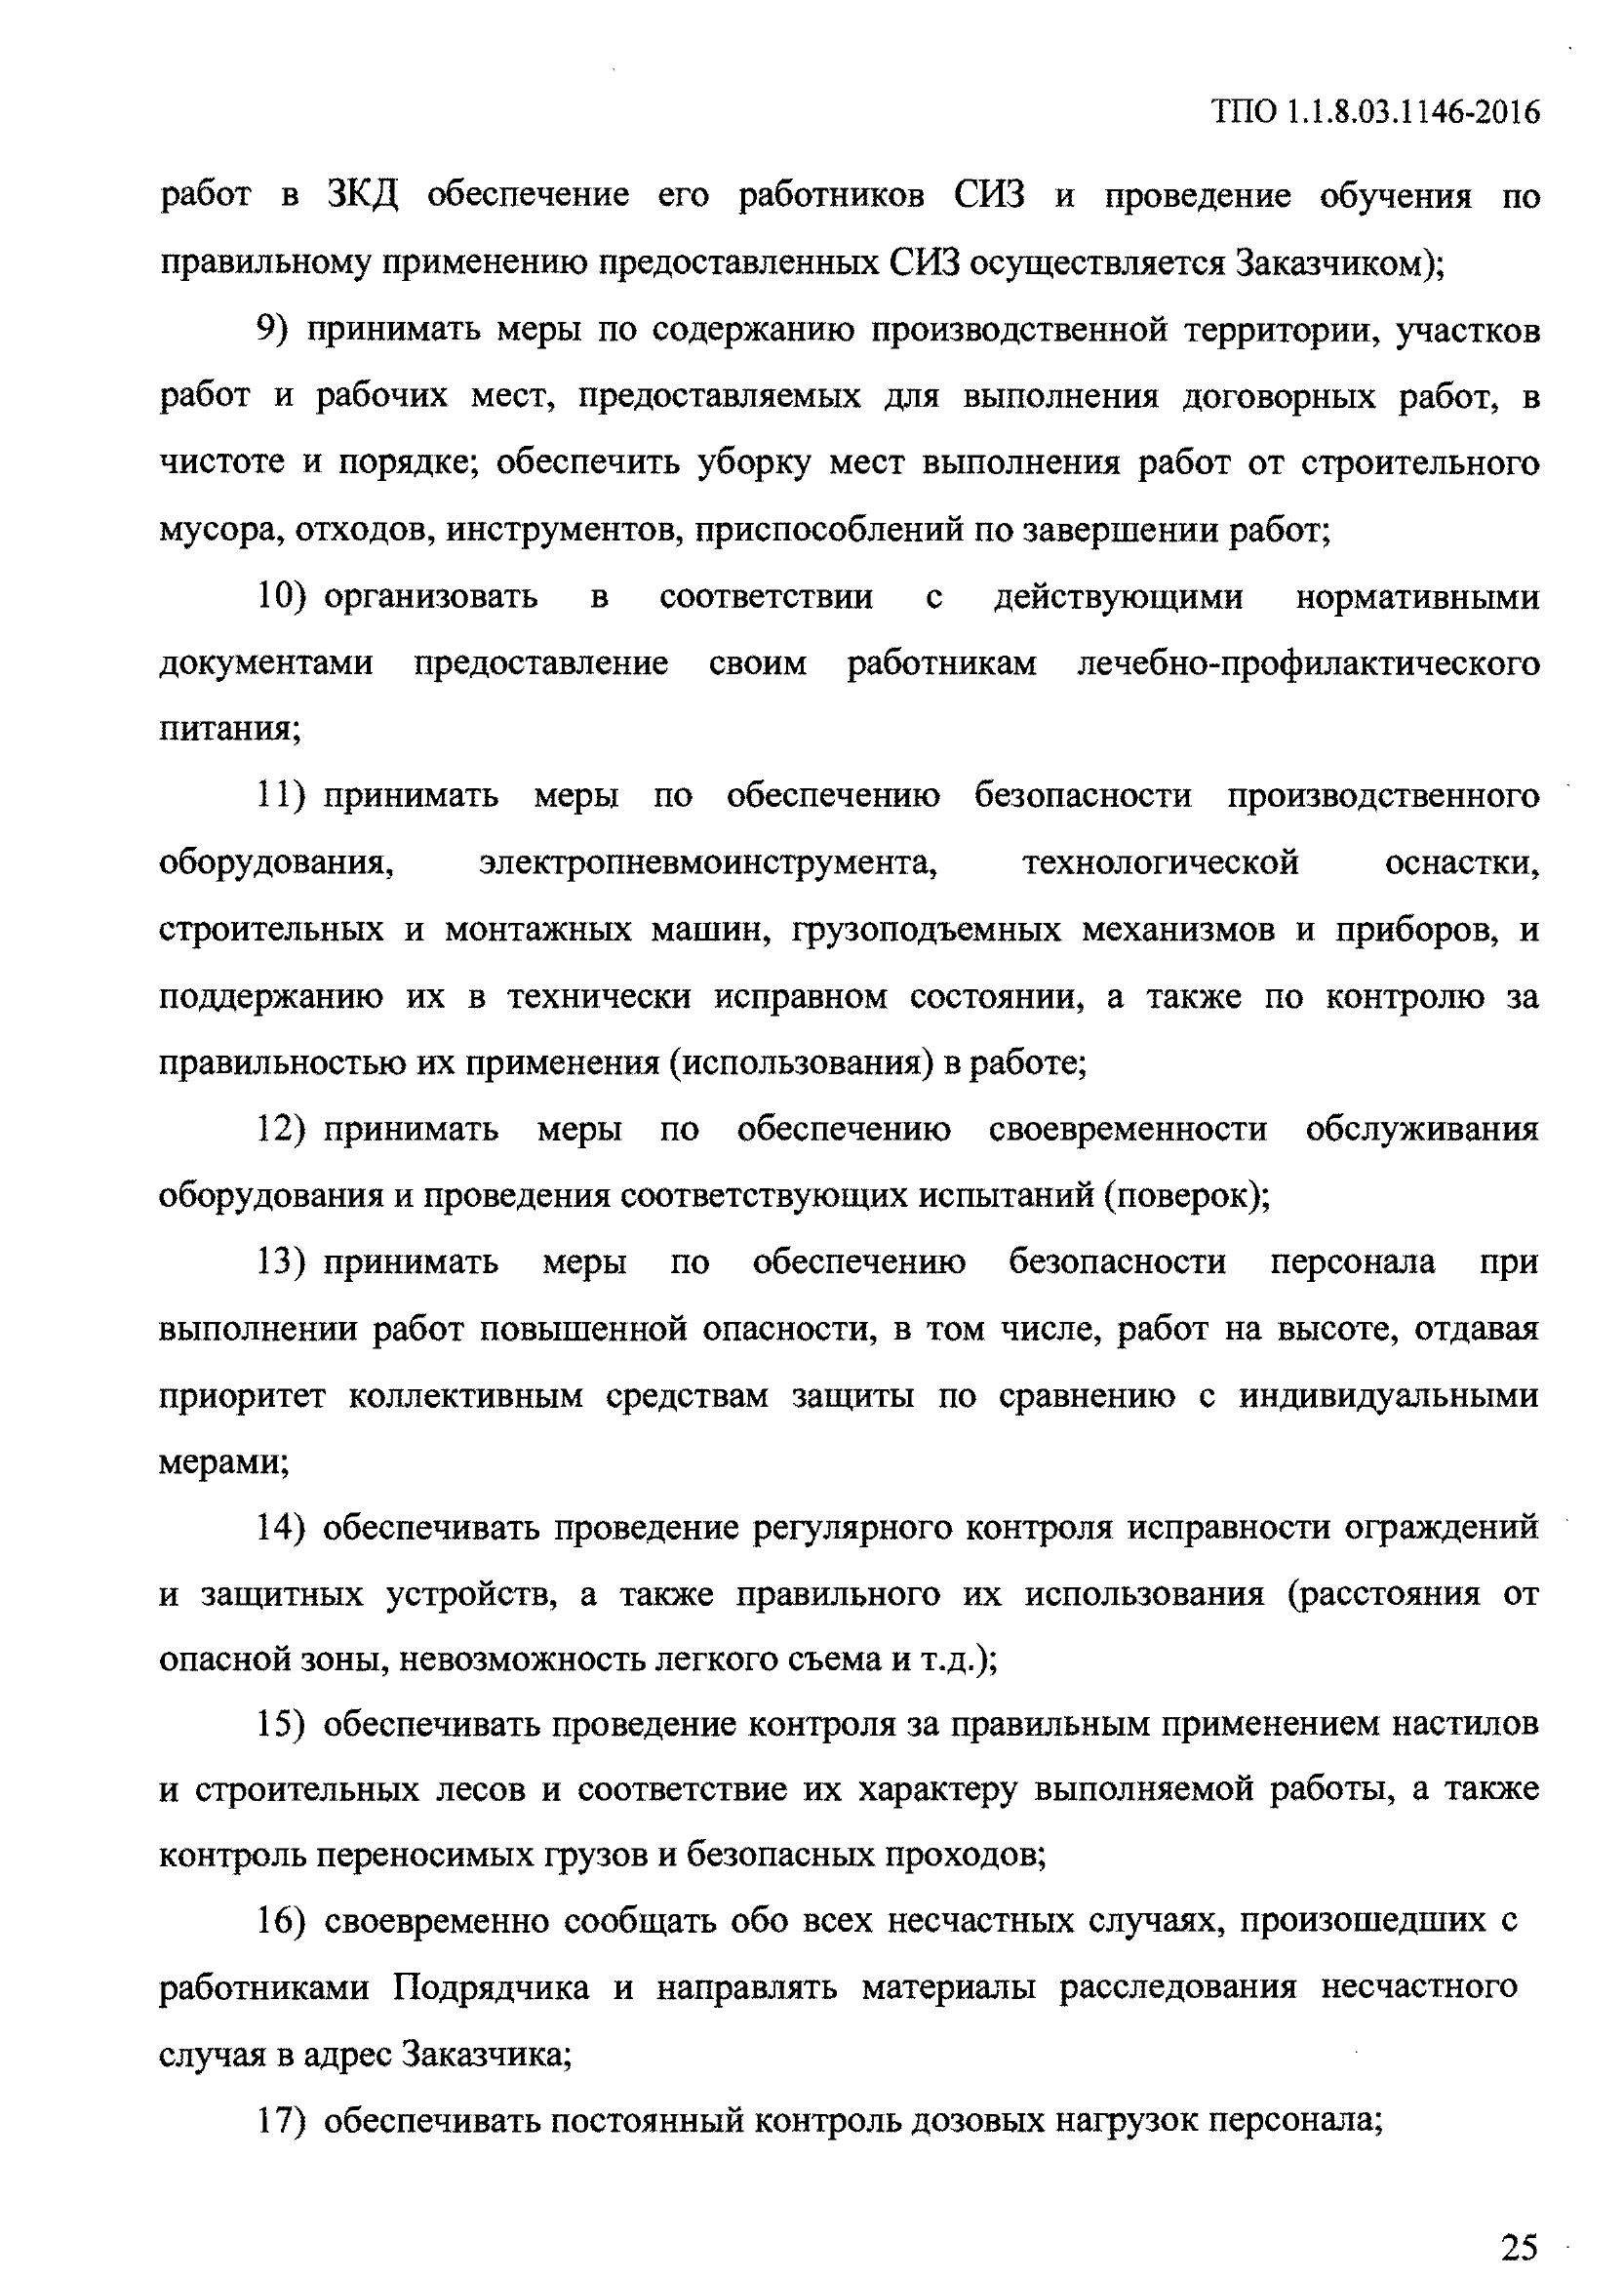 ТПО 1.1.8.03.1146-2016
работ в ЗКД обеспечение его работников СИЗ и проведение обучения по
правильному применению предоставленных СИЗ осуществляется Заказчиком);
9) принимать меры по содержанию производственной территории, участков
работ и рабочих мест, предоставляемых для выполнения договорных работ, в
чистоте и порядке; обеспечить уборку мест выполнения работ от строительного
мусора, отходов, инструментов, приспособлений по завершении работ;
10) организовать в соответствии с действующими нормативными
документами предоставление своим работникам лечебно-профилактического
питания;
11) принимать меры по обеспечению безопасности производственного
оборудования, электропневмоинструмента, технологической оснастки,
строительных и монтажных машин, грузоподъемных механизмов и приборов, и
поддержанию их в технически исправном состоянии, а также по контролю за
правильностью их применения (использования) в работе;
12) принимать меры по обеспечению своевременности обслуживания
оборудования и проведения соответствующих испытаний (поверок);
13) принимать меры по обеспечению безопасности персонала при
выполнении работ повышенной опасности, в том числе, работ на высоте, отдавая
приоритет коллективным средствам защиты по сравнению с индивидуальными
мерами;
14) обеспечивать проведение регулярного контроля исправности ограждений
и защитных устройств, а также правильного их использования (расстояния от
опасной зоны, невозможность легкого съема и т.д.);
15) обеспечивать проведение контроля за правильным применением настилов
и строительных лесов и соответствие их характеру выполняемой работы, а также
контроль переносимых грузов и безопасных проходов;
16) своевременно сообщать обо всех несчастных случаях, произошедших с
работниками Подрядчика и направлять материалы расследования несчастного
случая в адрес Заказчика;
17) обеспечивать постоянный контроль дозовых нагрузок персонала;
25